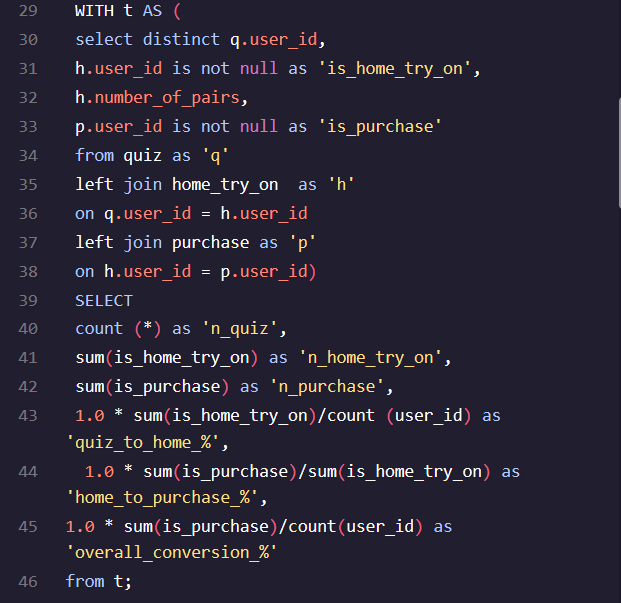 29 WITH t AS (
30 select distinct q.user_id,
31 h.user_id is not null as 'is_home_try_on',
32 h.number_of_pairs,
33 p.user_id is not null as 'is_purchase'
34 from quiz as 'q'
35 left join home_try_on  as 'h'
36 on q.user_id = h.user_id
37 left join purchase as 'p'
38 on h.user_id = p.user_id)
39 SELECT
40 count (*) as 'n_quiz',
41 sum(is_home_try_on) as 'n_home_try_on',
42 sum(is_purchase) as 'n_purchase',
43 1.0 * sum(is_home_try_on)/count (user_id) as
'quiz_to_home_%',
44 1.0 * sum(is_purchase)/sum(is_home_try_on) as
'home_to_purchase_%',
45 1.0 * sum(is_purchase)/count(user_id) as
'overall_conversion_%'
46 from t;